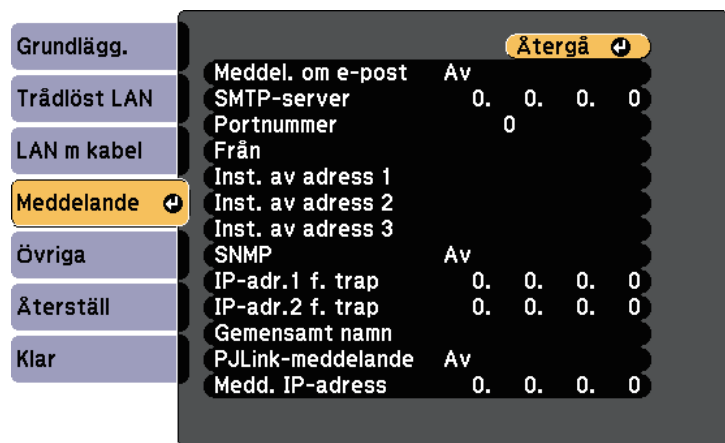 Grundlägg.
Trådlöst LAN
LAN m kabel
Meddelande
Övriga
Återställ
Klar
Återgå
Meddel. om e-post Av
SMTP-server 0. 0. 0. 0
Portnummer 0
Från
Inst. av adress 1
Inst. av adress 2
Inst. av adress 3
SNMP Av
IP-adr.1 f. trap 0. 0. 0. 0
IP-adr.2 f. trap 0. 0. 0. 0
Gemensamt namn
PJLink-meddelande Av
Medd. IP-adress 0. 0. 0. 0